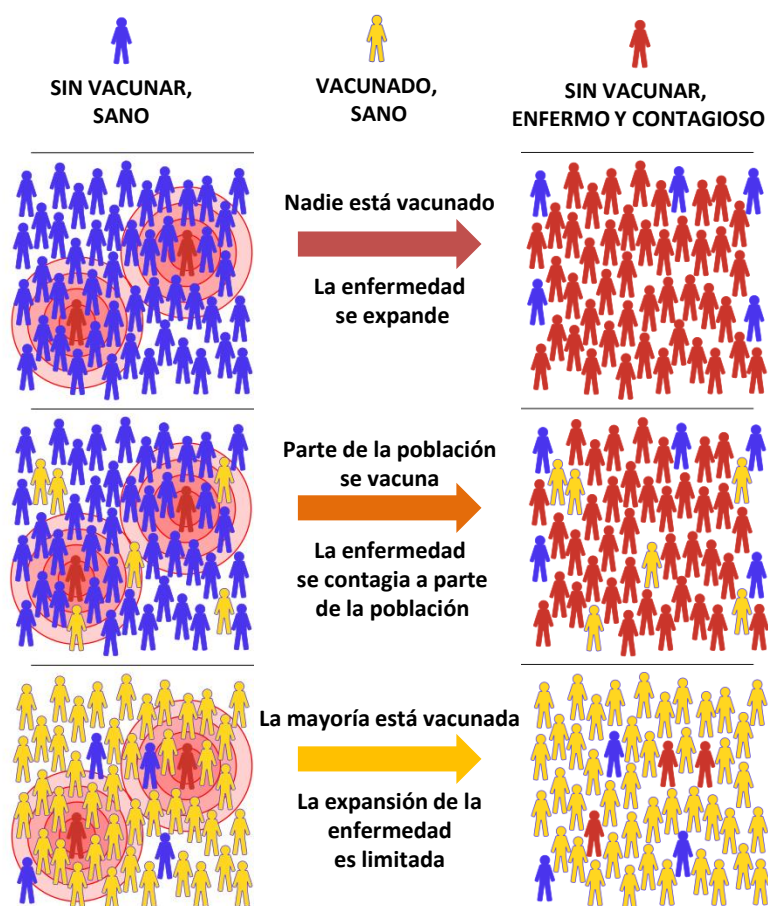 SIN VACUNAR,
SANO
VACUNADO,
SANO
SIN VACUNAR,
ENFERMO Y CONTAGIOSO
Nadie está vacunado
La enfermedad
se expande
Parte de la población
se vacuna
La enfermedad
se contagia a parte
de la población
La mayoría está vacunada
La expansión de la
enfermedad
es limitada